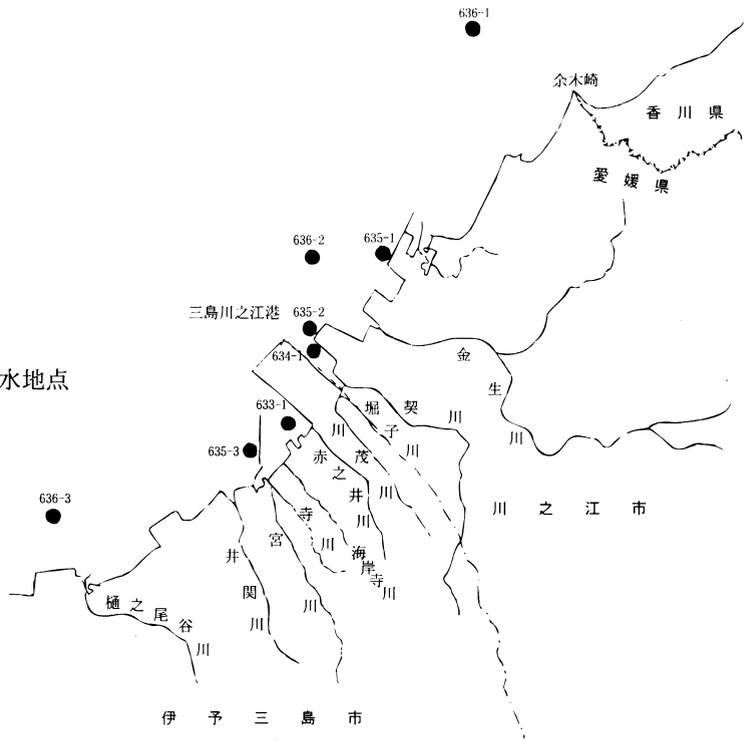 636-1
余木崎
香川県
愛媛県
636-2
635-1
三島川之江港
635-2
634-1
水地点
金生川
633-1
堀子川
契川
川茂川
赤之井川
635-3
636-3
川之江市
寺川
海岸寺川
宮川
井関川
樋之尾谷川
伊予三島市